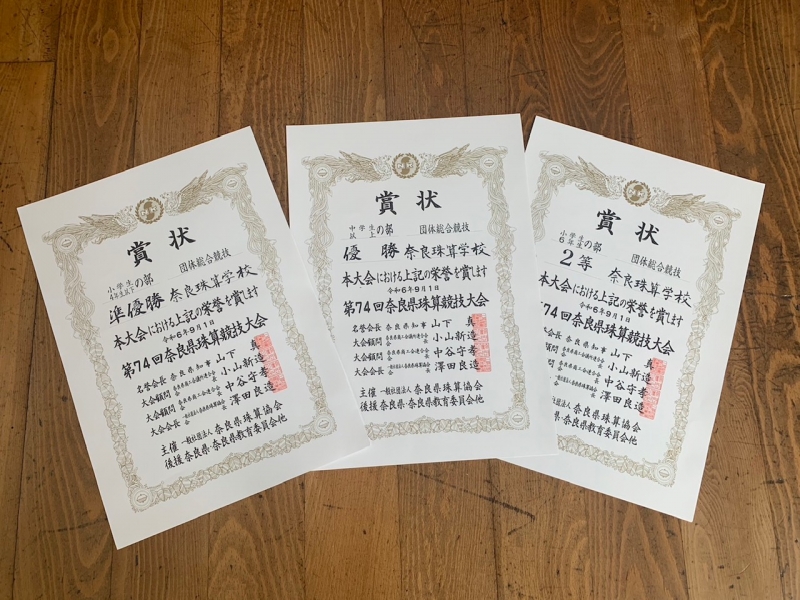 賞状
小学生
4年生以下の部
団体総合競技
準優勝 奈良珠算学校
本大会における上記の栄誉を賞します
令和6年9月1日
第74回奈良県珠算競技大会
名誉会長 奈良県知事 山下 真
大会顧問 小山新造
大会顧問 中谷守孝
大会会長 澤田良造
主催 一般社団法人 奈良県珠算協会
後援 奈良県・奈良県教育委員会他
賞状
中学生
以上の部
団体総合競技
優勝 奈良珠算学校
本大会における上記の栄誉を賞します
令和6年9月1日
第74回奈良県珠算競技大会
名誉会長 奈良県知事 山下 真
大会顧問 小山新造
大会顧問 中谷守孝
大会会長 澤田良造
主催 一般社団法人 奈良県珠算協会
後援 奈良県・奈良県教育委員会他
賞状
小学生
6年生の部
団体総合競技
2等 奈良珠算学校
本大会における上記の栄誉を賞します
令和6年9月1日
74回奈良県珠算競技大会
会長 奈良県知事 山下 真
顧問 小山新造
顧問 中谷守孝
澤田良造
奈良県珠算協会
奈良県教育委員会他